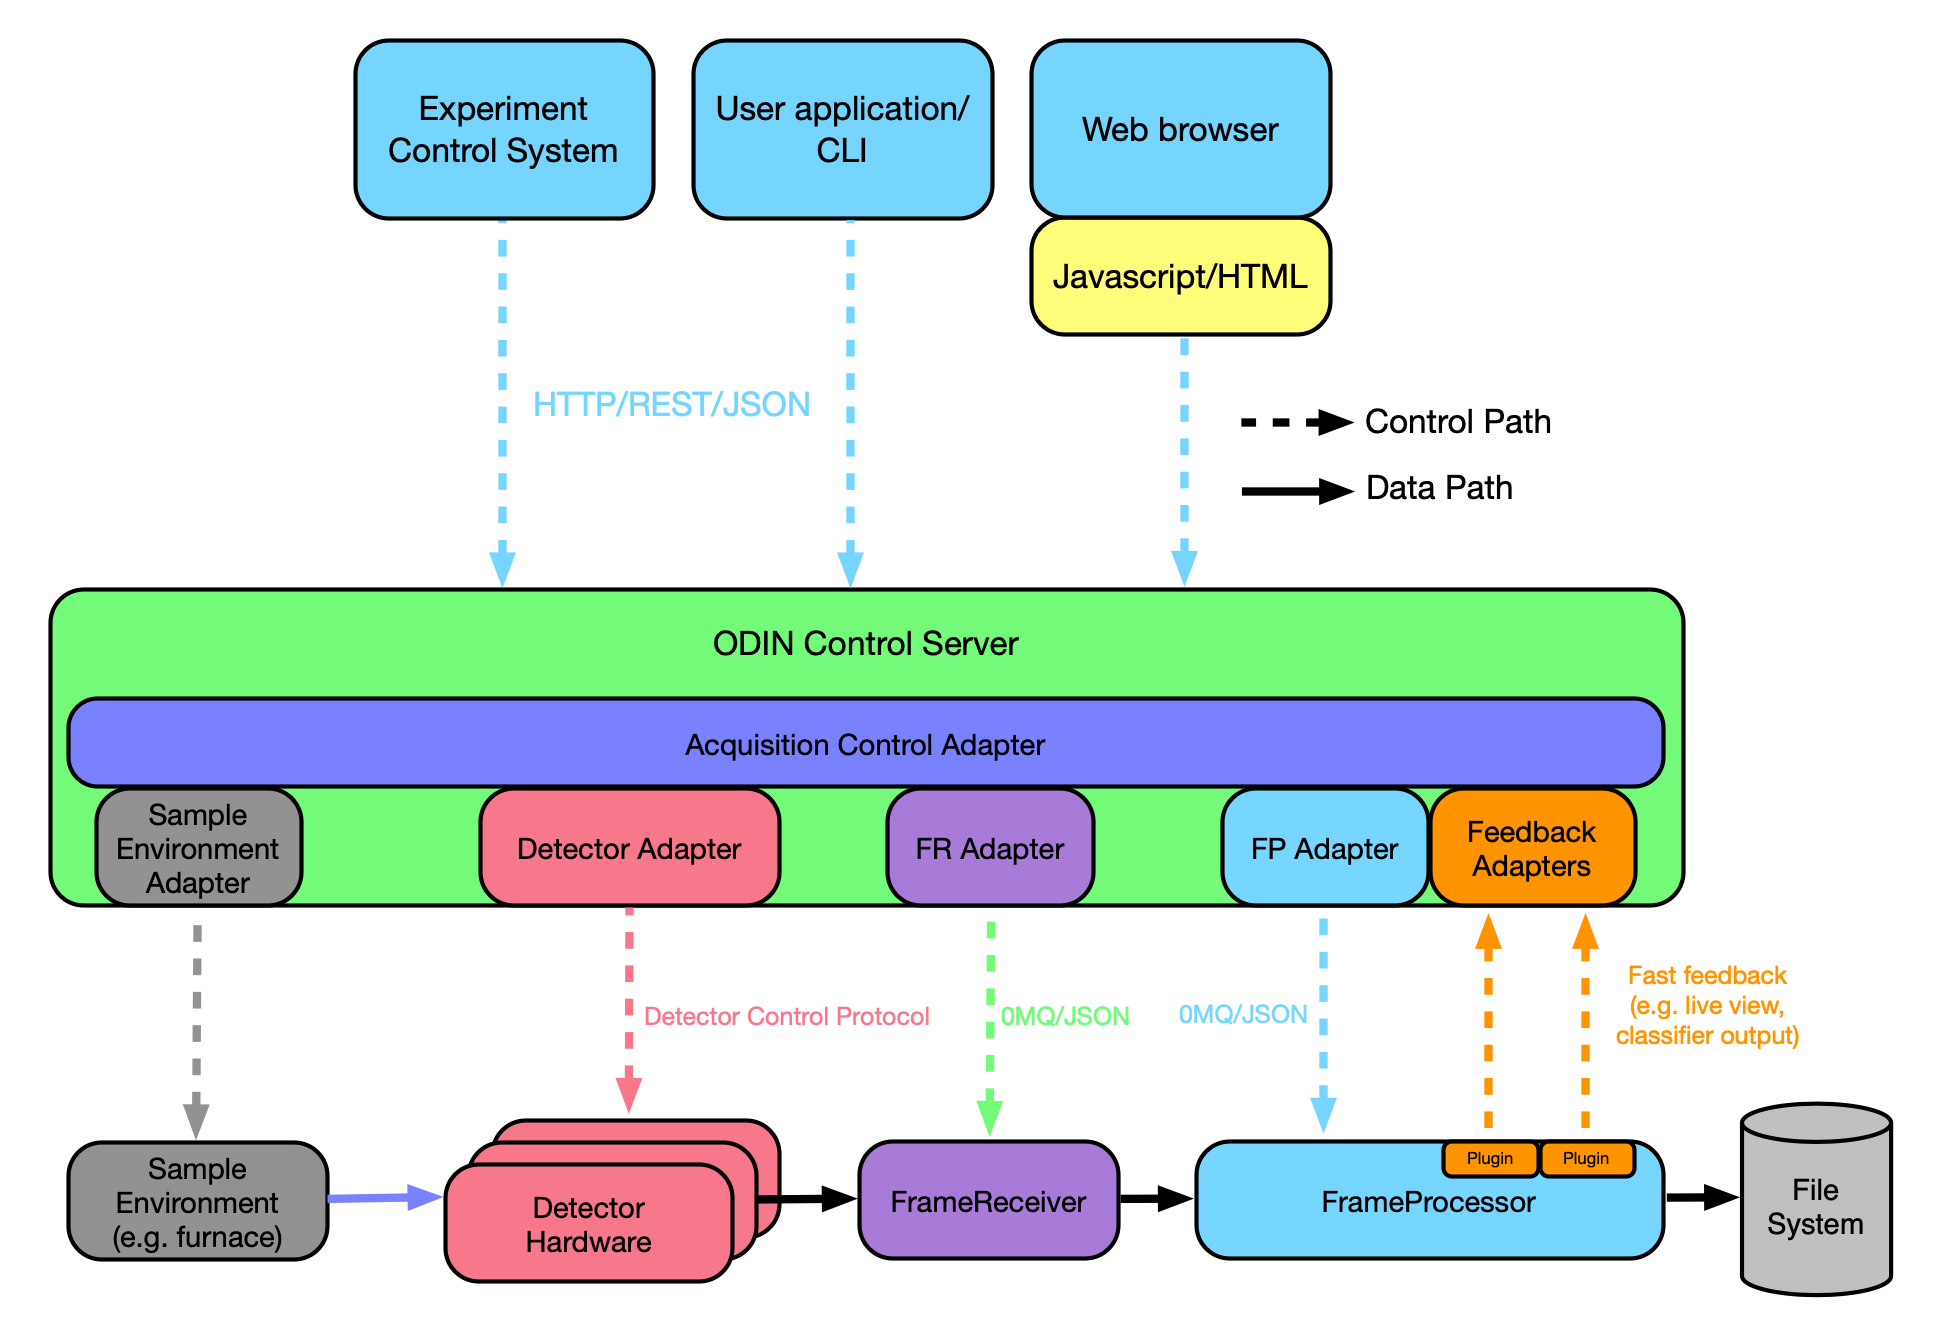 Experiment
Control System
User application/
CLI
Web browser
Javascript/HTML
HTTP/REST/JSON
Control Path
Data Path
ODIN Control Server
Acquisition Control Adapter
Sample
Environment
Adapter
Detector Adapter
FR Adapter
FP Adapter
Feedback
Adapters
Detector Control Protocol
0MQ/JSON
0MQ/JSON
Fast feedback
(e.g. live view,
classifier output)
Sample
Environment
(e.g. furnace)
Detector
Hardware
FrameReceiver
FrameProcessor
Plugin
Plugin
File
System